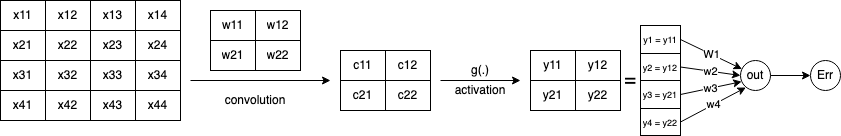 x11 x12 x13 x14
x21 x22 x23 x24
x31 x32 x33 x34
x41 x42 x43 x44
w11 w12
w21 w22
convolution
c11 c12
c21 c22
g(.)
activation
y11 y12
y21 y22
=
y1 = y11
y2 = y12
y3 = y21
y4 = y22
W1
w2
w3
w4
out
Err